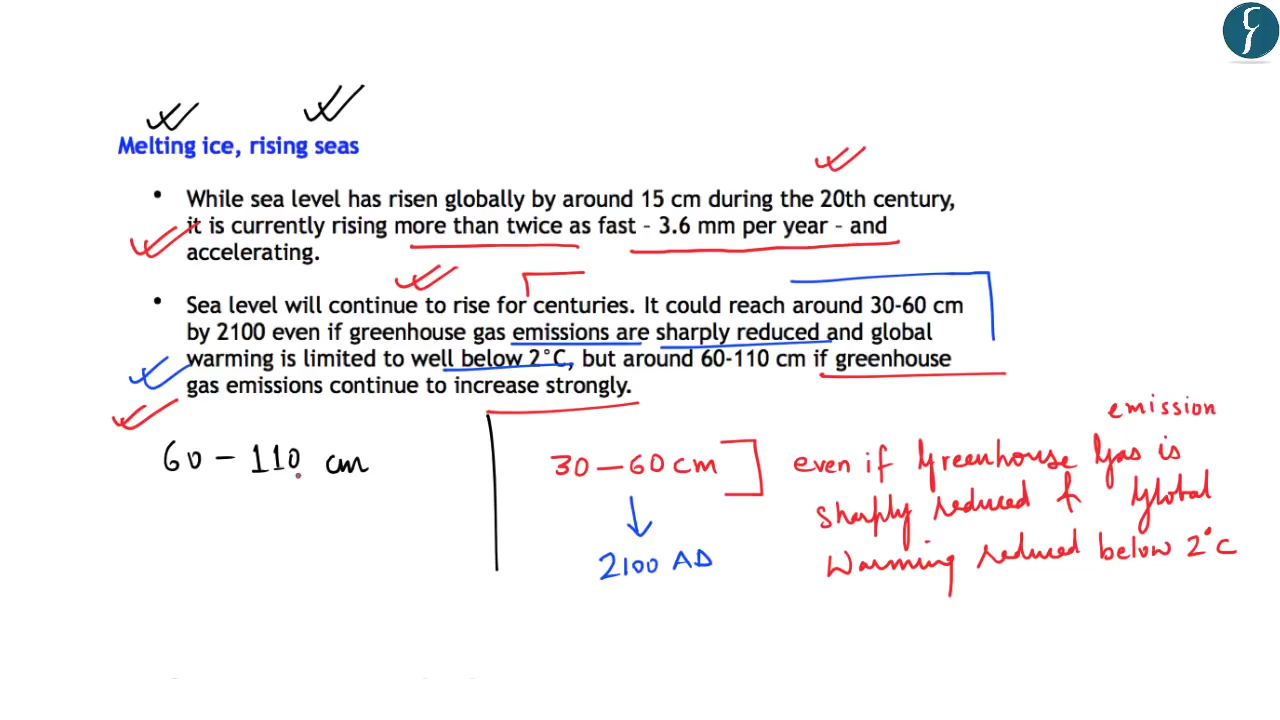 Melting ice, rising seas
• While sea level has risen globally by around 15 cm during the 20th century,
it is currently rising more than twice as fast - 3.6 mm per year - and
accelerating.
• Sea level will continue to rise for centuries. It could reach around 30-60 cm
by 2100 even if greenhouse gas emissions are sharply reduced and global
warming is limited to well below 2°C, but around 60-110 cm if greenhouse
gas emissions continue to increase strongly.
60 - 110 cm
30 - 60 cm
2100 AD
emission
even if Greenhouse Gas is
sharply reduced & Global
Warming reduced below 2°C